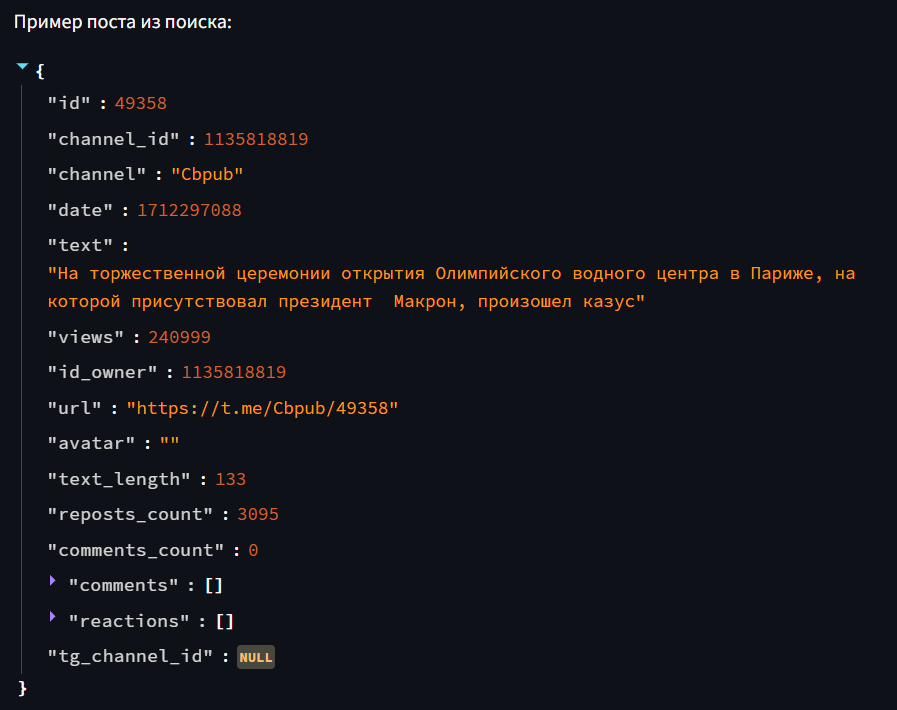 Пример поста из поиска:
{
"id" : 49358
"channel_id" : 1135818819
"channel" : "Cbpub"
"date" : 1712297088
"text" :
"На торжественной церемонии открытия Олимпийского водного центра в Париже, на
которой присутствовал президент  Макрон, произошел казус"
"views" : 240999
"id_owner" : 1135818819
"url" : "https://t.me/Cbpub/49358"
"avatar" : ""
"text_length" : 133
"reposts_count" : 3095
"comments_count" : 0
"comments" : []
"reactions" : []
"tg_channel_id" : NULL
}